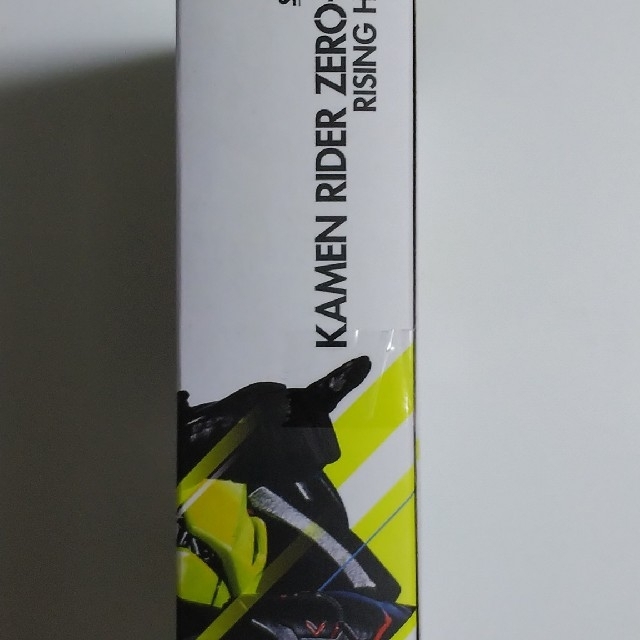 KAMEN RIDER ZERO-
RISING H